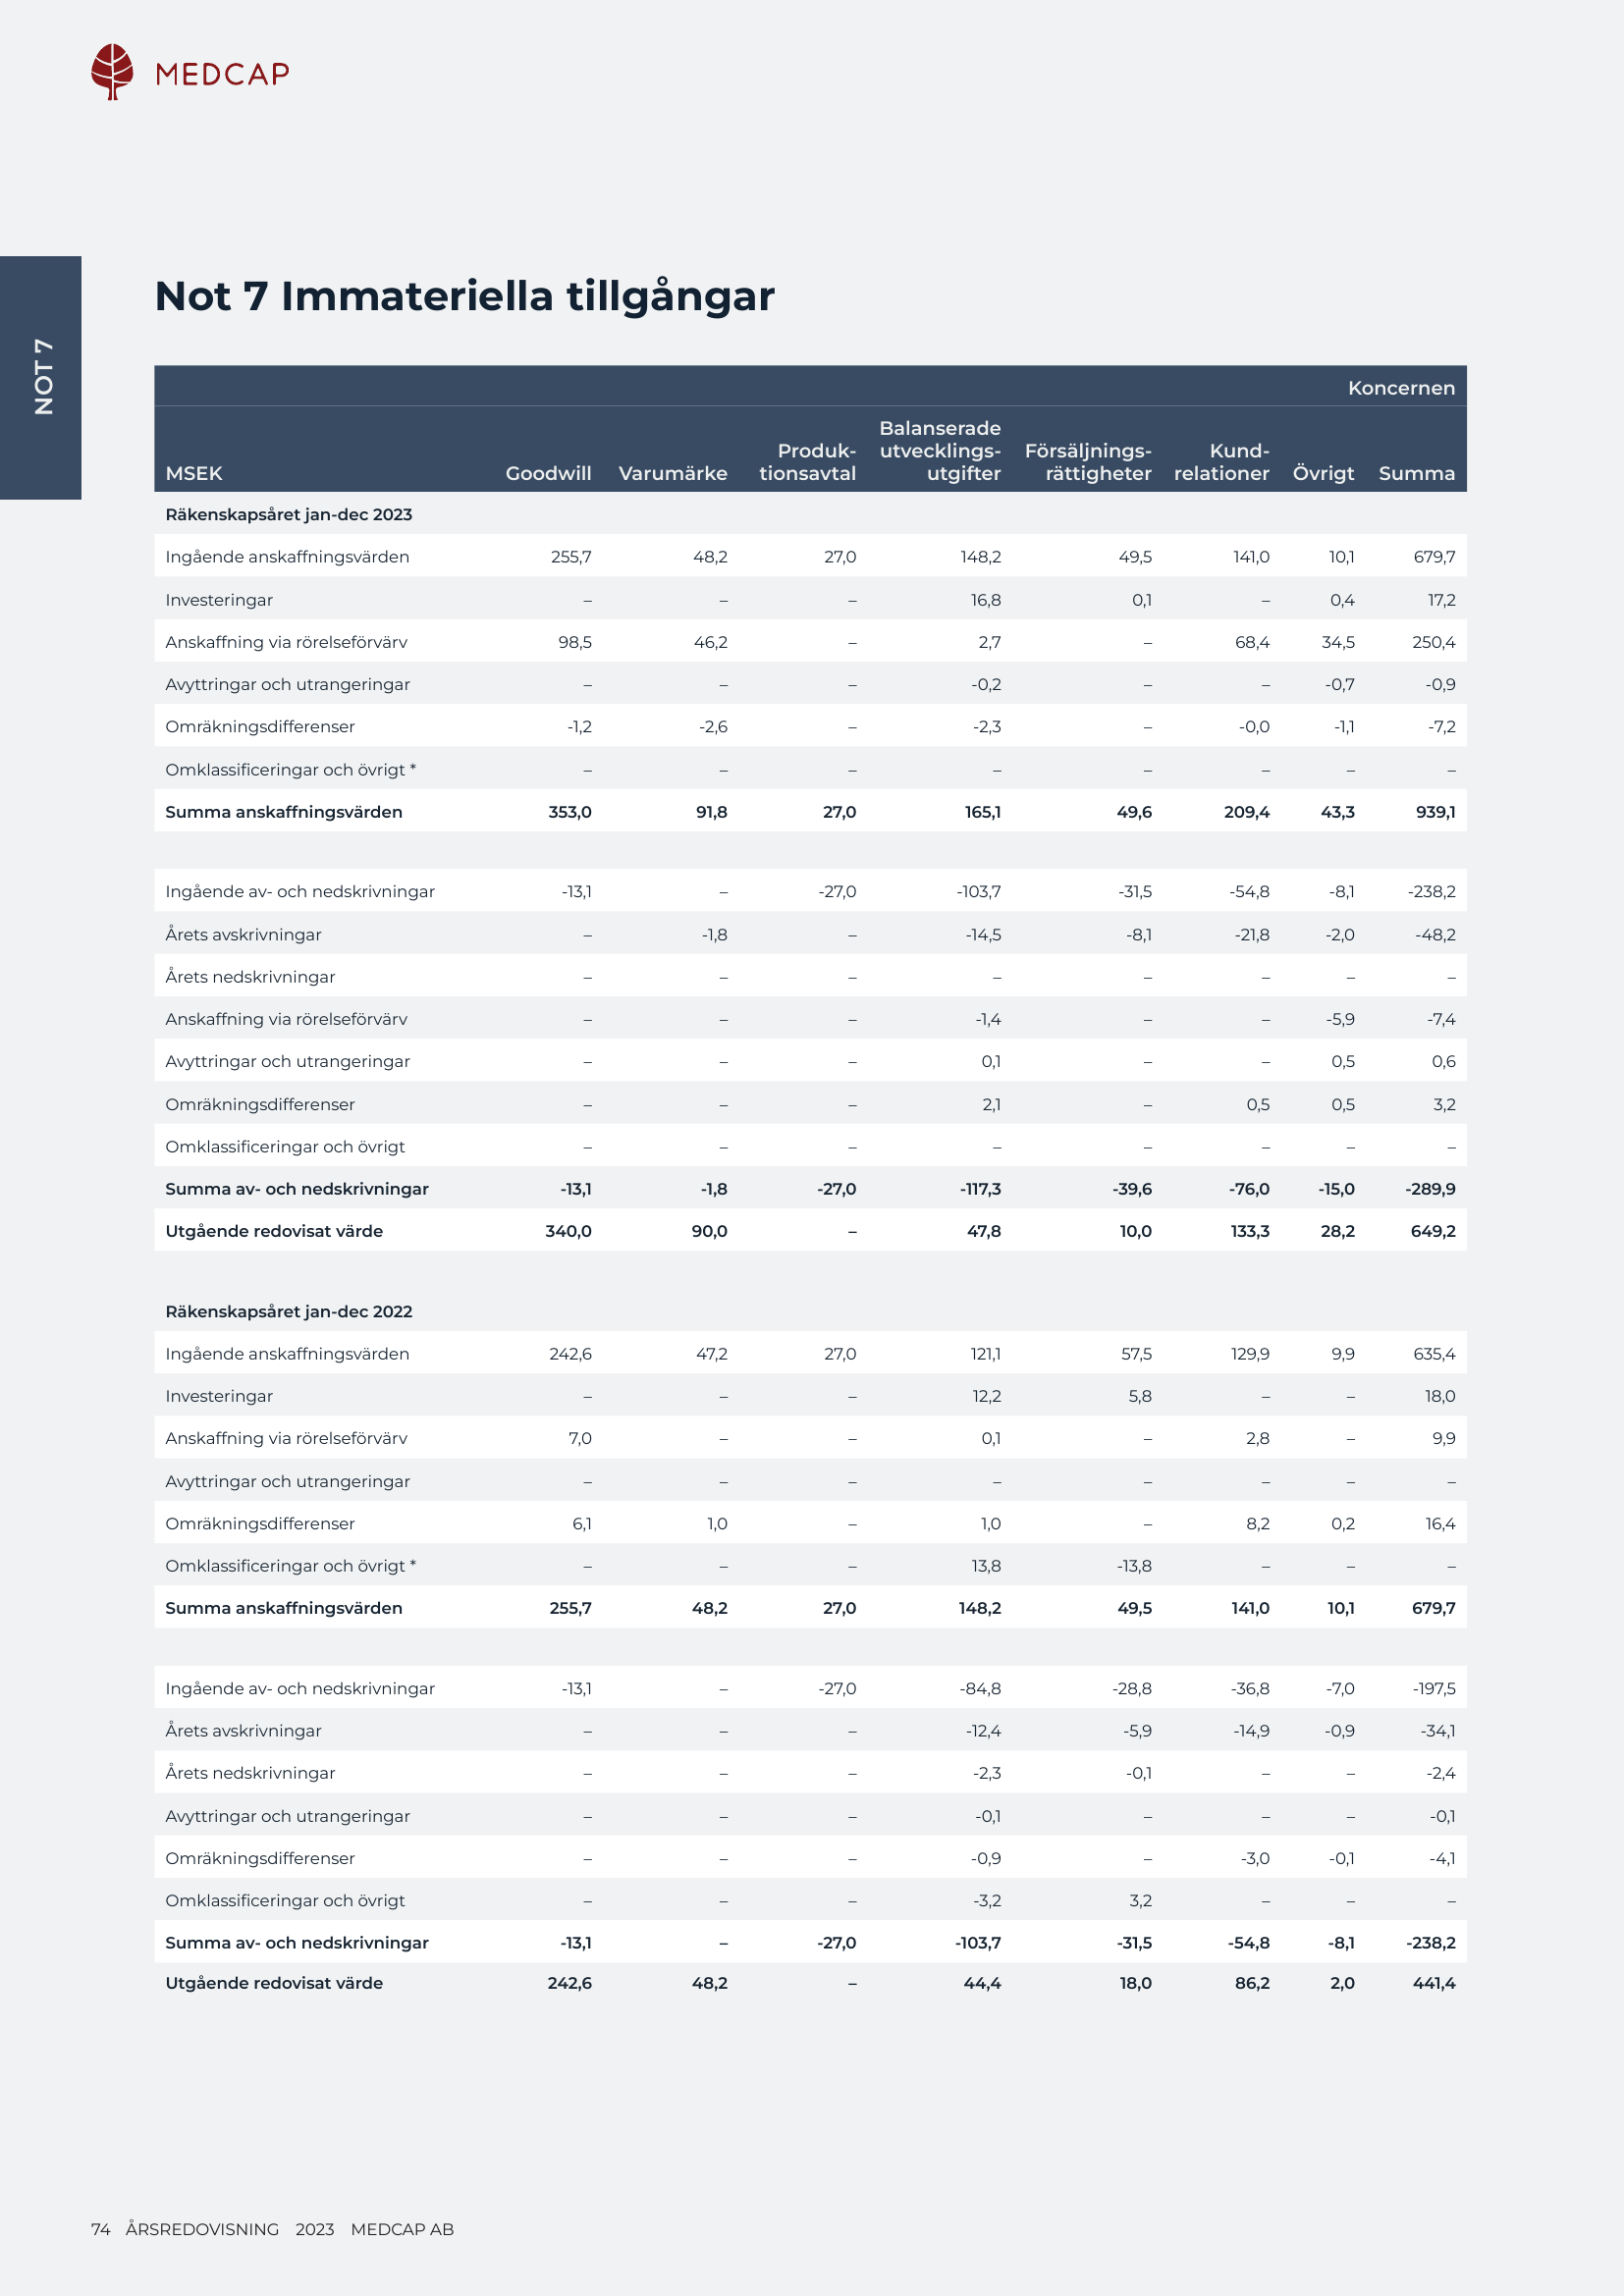 MEDCAP
NOT 7
Not 7 Immateriella tillgångar
Koncernen
MSEK Goodwill Varumärke Produk-tionsavtal Balanserade utvecklings-utgifter Försäljnings-rättigheter Kund-relationer Övrigt Summa
Räkenskapsåret jan-dec 2023
Ingående anskaffningsvärden 255,7 48,2 27,0 148,2 49,5 141,0 10,1 679,7
Investeringar – – – 16,8 0,1 – 0,4 17,2
Anskaffning via rörelseförvärv 98,5 46,2 – 2,7 – 68,4 34,5 250,4
Avyttringar och utrangeringar – – – -0,2 – – -0,7 -0,9
Omräkningsdifferenser -1,2 -2,6 – -2,3 – -0,0 -1,1 -7,2
Omklassificeringar och övrigt * – – – – – – – –
Summa anskaffningsvärden 353,0 91,8 27,0 165,1 49,6 209,4 43,3 939,1
Ingående av- och nedskrivningar -13,1 – -27,0 -103,7 -31,5 -54,8 -8,1 -238,2
Årets avskrivningar – -1,8 – -14,5 -8,1 -21,8 -2,0 -48,2
Årets nedskrivningar – – – – – – – –
Anskaffning via rörelseförvärv – – – -1,4 – – -5,9 -7,4
Avyttringar och utrangeringar – – – 0,1 – – 0,5 0,6
Omräkningsdifferenser – – – 2,1 – 0,5 0,5 3,2
Omklassificeringar och övrigt – – – – – – – –
Summa av- och nedskrivningar -13,1 -1,8 -27,0 -117,3 -39,6 -76,0 -15,0 -289,9
Utgående redovisat värde 340,0 90,0 – 47,8 10,0 133,3 28,2 649,2
Räkenskapsåret jan-dec 2022
Ingående anskaffningsvärden 242,6 47,2 27,0 121,1 57,5 129,9 9,9 635,4
Investeringar – – – 12,2 5,8 – – 18,0
Anskaffning via rörelseförvärv 7,0 – – 0,1 – 2,8 – 9,9
Avyttringar och utrangeringar – – – – – – – –
Omräkningsdifferenser 6,1 1,0 – 1,0 – 8,2 0,2 16,4
Omklassificeringar och övrigt * – – – 13,8 -13,8 – – –
Summa anskaffningsvärden 255,7 48,2 27,0 148,2 49,5 141,0 10,1 679,7
Ingående av- och nedskrivningar -13,1 – -27,0 -84,8 -28,8 -36,8 -7,0 -197,5
Årets avskrivningar – – – -12,4 -5,9 -14,9 -0,9 -34,1
Årets nedskrivningar – – – -2,3 -0,1 – – -2,4
Avyttringar och utrangeringar – – – -0,1 – – – -0,1
Omräkningsdifferenser – – – -0,9 – -3,0 -0,1 -4,1
Omklassificeringar och övrigt – – – -3,2 3,2 – – –
Summa av- och nedskrivningar -13,1 – -27,0 -103,7 -31,5 -54,8 -8,1 -238,2
Utgående redovisat värde 242,6 48,2 – 44,4 18,0 86,2 2,0 441,4
74 ÅRSREDOVISNING 2023 MEDCAP AB